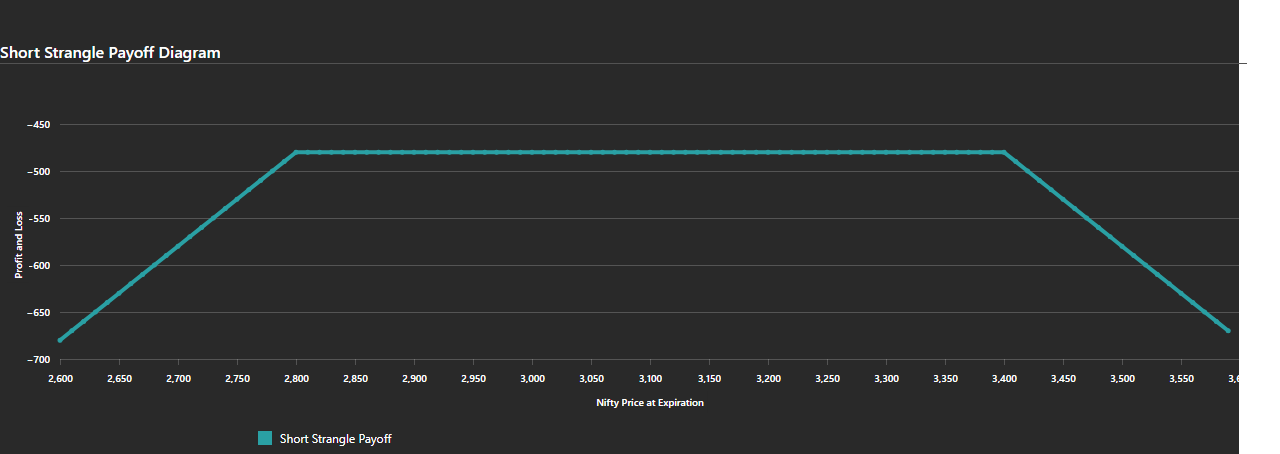 Short Strangle Payoff Diagram
Profit and Loss
−450
−500
−550
−600
−650
−700
2,600 2,650 2,700 2,750 2,800 2,850 2,900 2,950 3,000 3,050 3,100 3,150 3,200 3,250 3,300 3,350 3,400 3,450 3,500 3,550
Nifty Price at Expiration
Short Strangle Payoff